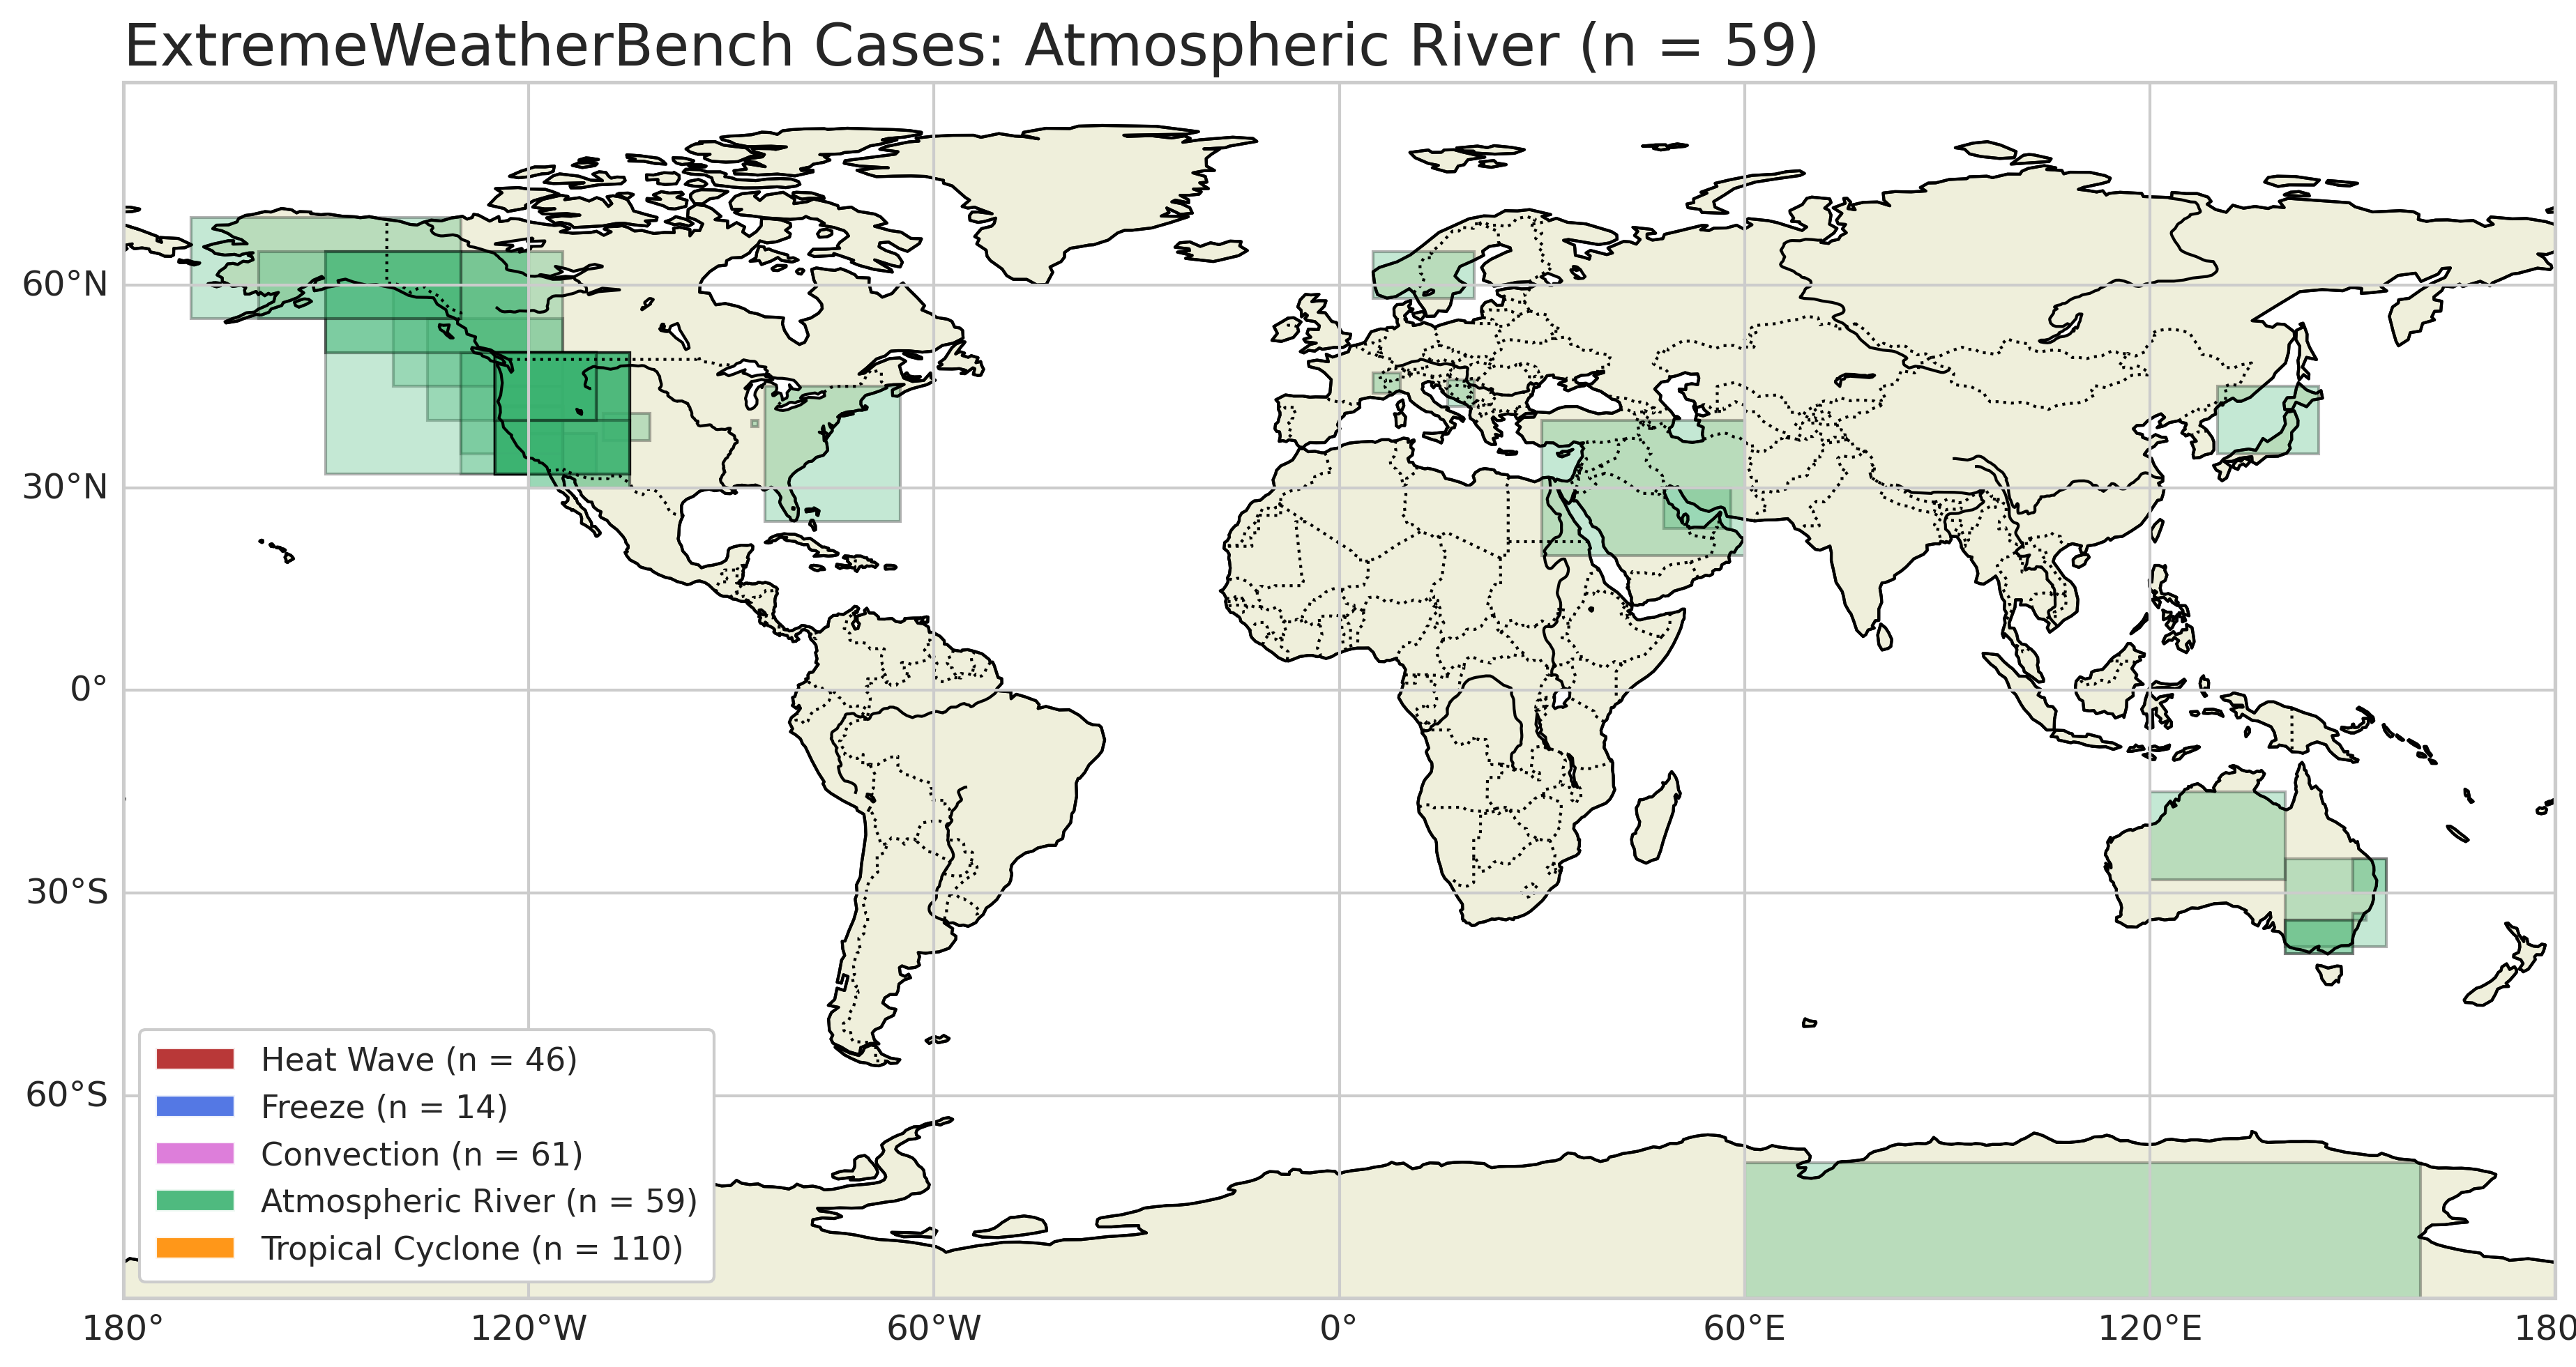 ExtremeWeatherBench Cases: Atmospheric River (n = 59)
60°N
30°N
0°
30°S
60°S
Heat Wave (n = 46)
Freeze (n = 14)
Convection (n = 61)
Atmospheric River (n = 59)
Tropical Cyclone (n = 110)
180° 120°W 60°W 0° 60°E 120°E 180